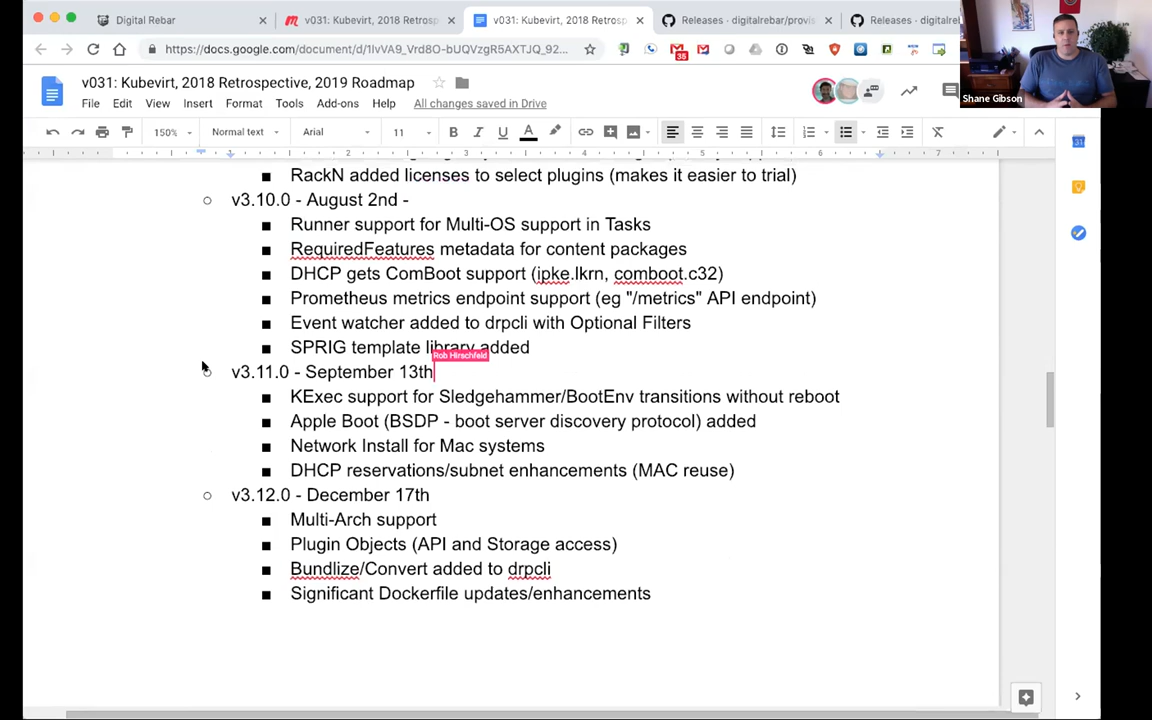 Digital Rebar
v031: Kubevirt, 2018 Retrosp
v031: Kubevirt, 2018 Retrosp
Releases · digitalrebar/provis
Releases · digitalrel
https://docs.google.com/document/d/1lvVA9_Vrd8O-bUQVzgR5AXTJQ_92...
35
v031: Kubevirt, 2018 Retrospective, 2019 Roadmap
Shane Gibson
File Edit View Insert Format Tools Add-ons Help All changes saved in Drive
150% Normal text Arial 11
2 3 4 5 6 7
RackN added licenses to select plugins (makes it easier to trial)
v3.10.0 - August 2nd -
Runner support for Multi-OS support in Tasks
RequiredFeatures metadata for content packages
DHCP gets ComBoot support (ipke.lkrn, comboot.c32)
Prometheus metrics endpoint support (eg "/metrics" API endpoint)
Event watcher added to drpcli with Optional Filters
SPRIG template library added
Rob Hirschfeld
v3.11.0 - September 13th
KExec support for Sledgehammer/BootEnv transitions without reboot
Apple Boot (BSDP - boot server discovery protocol) added
Network Install for Mac systems
DHCP reservations/subnet enhancements (MAC reuse)
v3.12.0 - December 17th
Multi-Arch support
Plugin Objects (API and Storage access)
Bundlize/Convert added to drpcli
Significant Dockerfile updates/enhancements